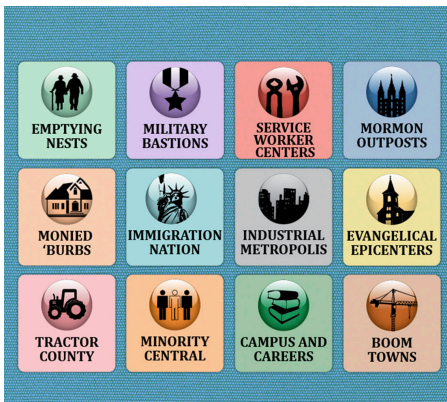 EMPTYING
NESTS
MILITARY
BASTIONS
SERVICE
WORKER
CENTERS
MORMON
OUTPOSTS
MONIED
‘BURBS
IMMIGRATION
NATION
INDUSTRIAL
METROPOLIS
EVANGELICAL
EPICENTERS
TRACTOR
COUNTY
MINORITY
CENTRAL
CAMPUS AND
CAREERS
BOOM
TOWNS